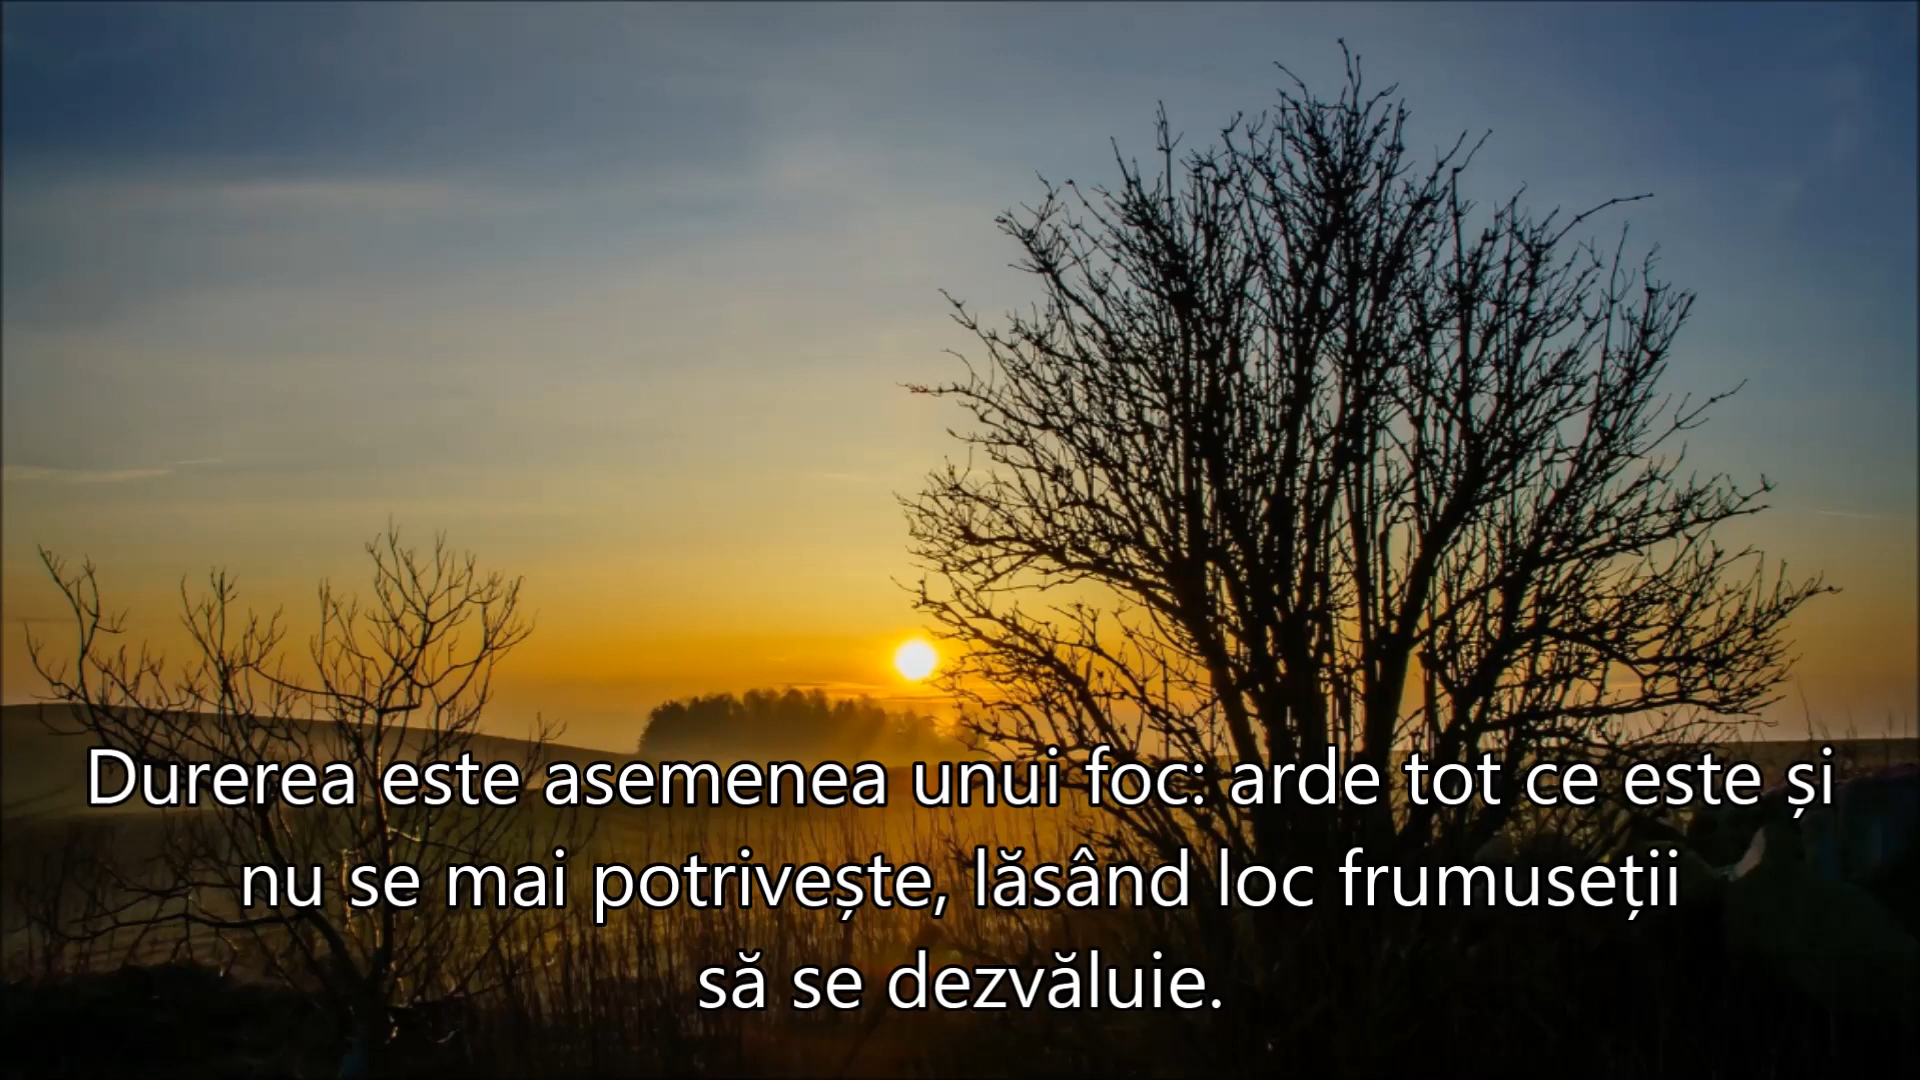 Durerea este asemenea unui foc: arde tot ce este și
nu se mai potrivește, lăsând loc frumuseții
să se dezvăluie.